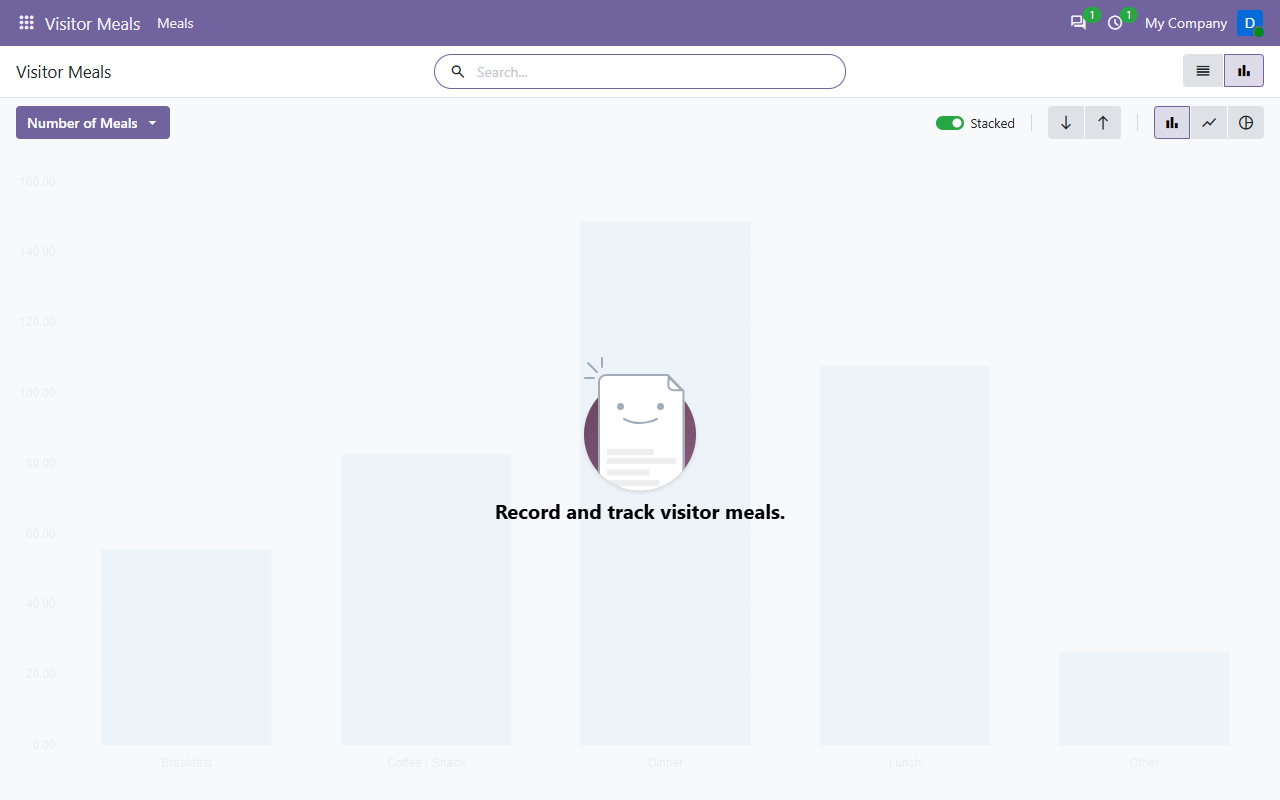 Visitor Meals
Meals
1
1
My Company
D
Visitor Meals
Search...
Number of Meals
Stacked
160.00
140.00
120.00
100.00
80.00
60.00
40.00
20.00
0.00
Record and track visitor meals.
Breakfast
Coffee / Snack
Dinner
Lunch
Other